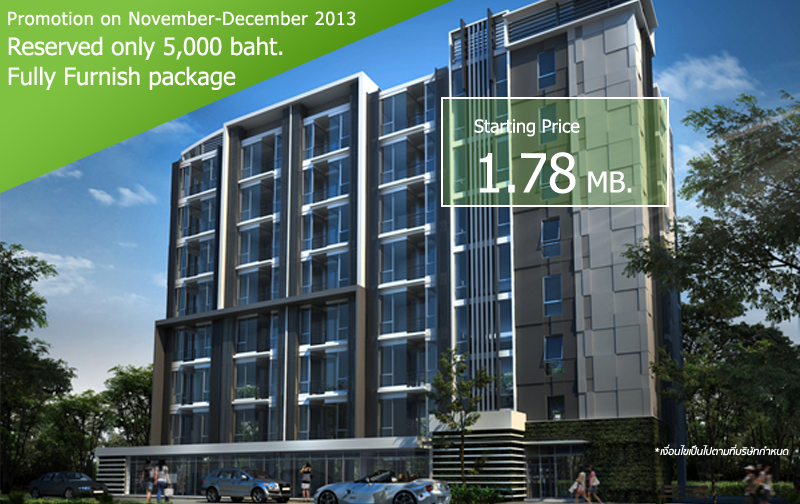 Promotion on November-December 2013
Reserved only 5,000 baht.
Fully Furnish package
Starting Price
1.78 MB.
*เงื่อนไขเป็นไปตามที่บริษัทกำหนด